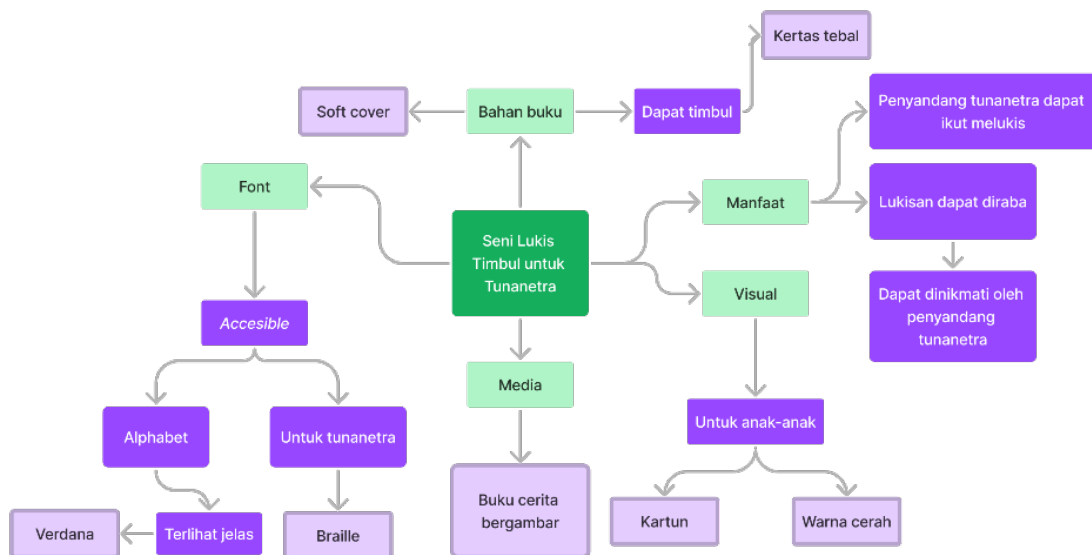 Kertas tebal
Soft cover
Bahan buku
Dapat timbul
Penyandang tunanetra dapat
ikut melukis
Font
Manfaat
Lukisan dapat diraba
Seni Lukis
Timbul untuk
Tunanetra
Visual
Dapat dinikmati oleh
penyandang
tunanetra
Accesible
Media
Alphabet
Untuk tunanetra
Untuk anak-anak
Buku cerita
bergambar
Kartun
Warna cerah
Verdana
Terlihat jelas
Braille